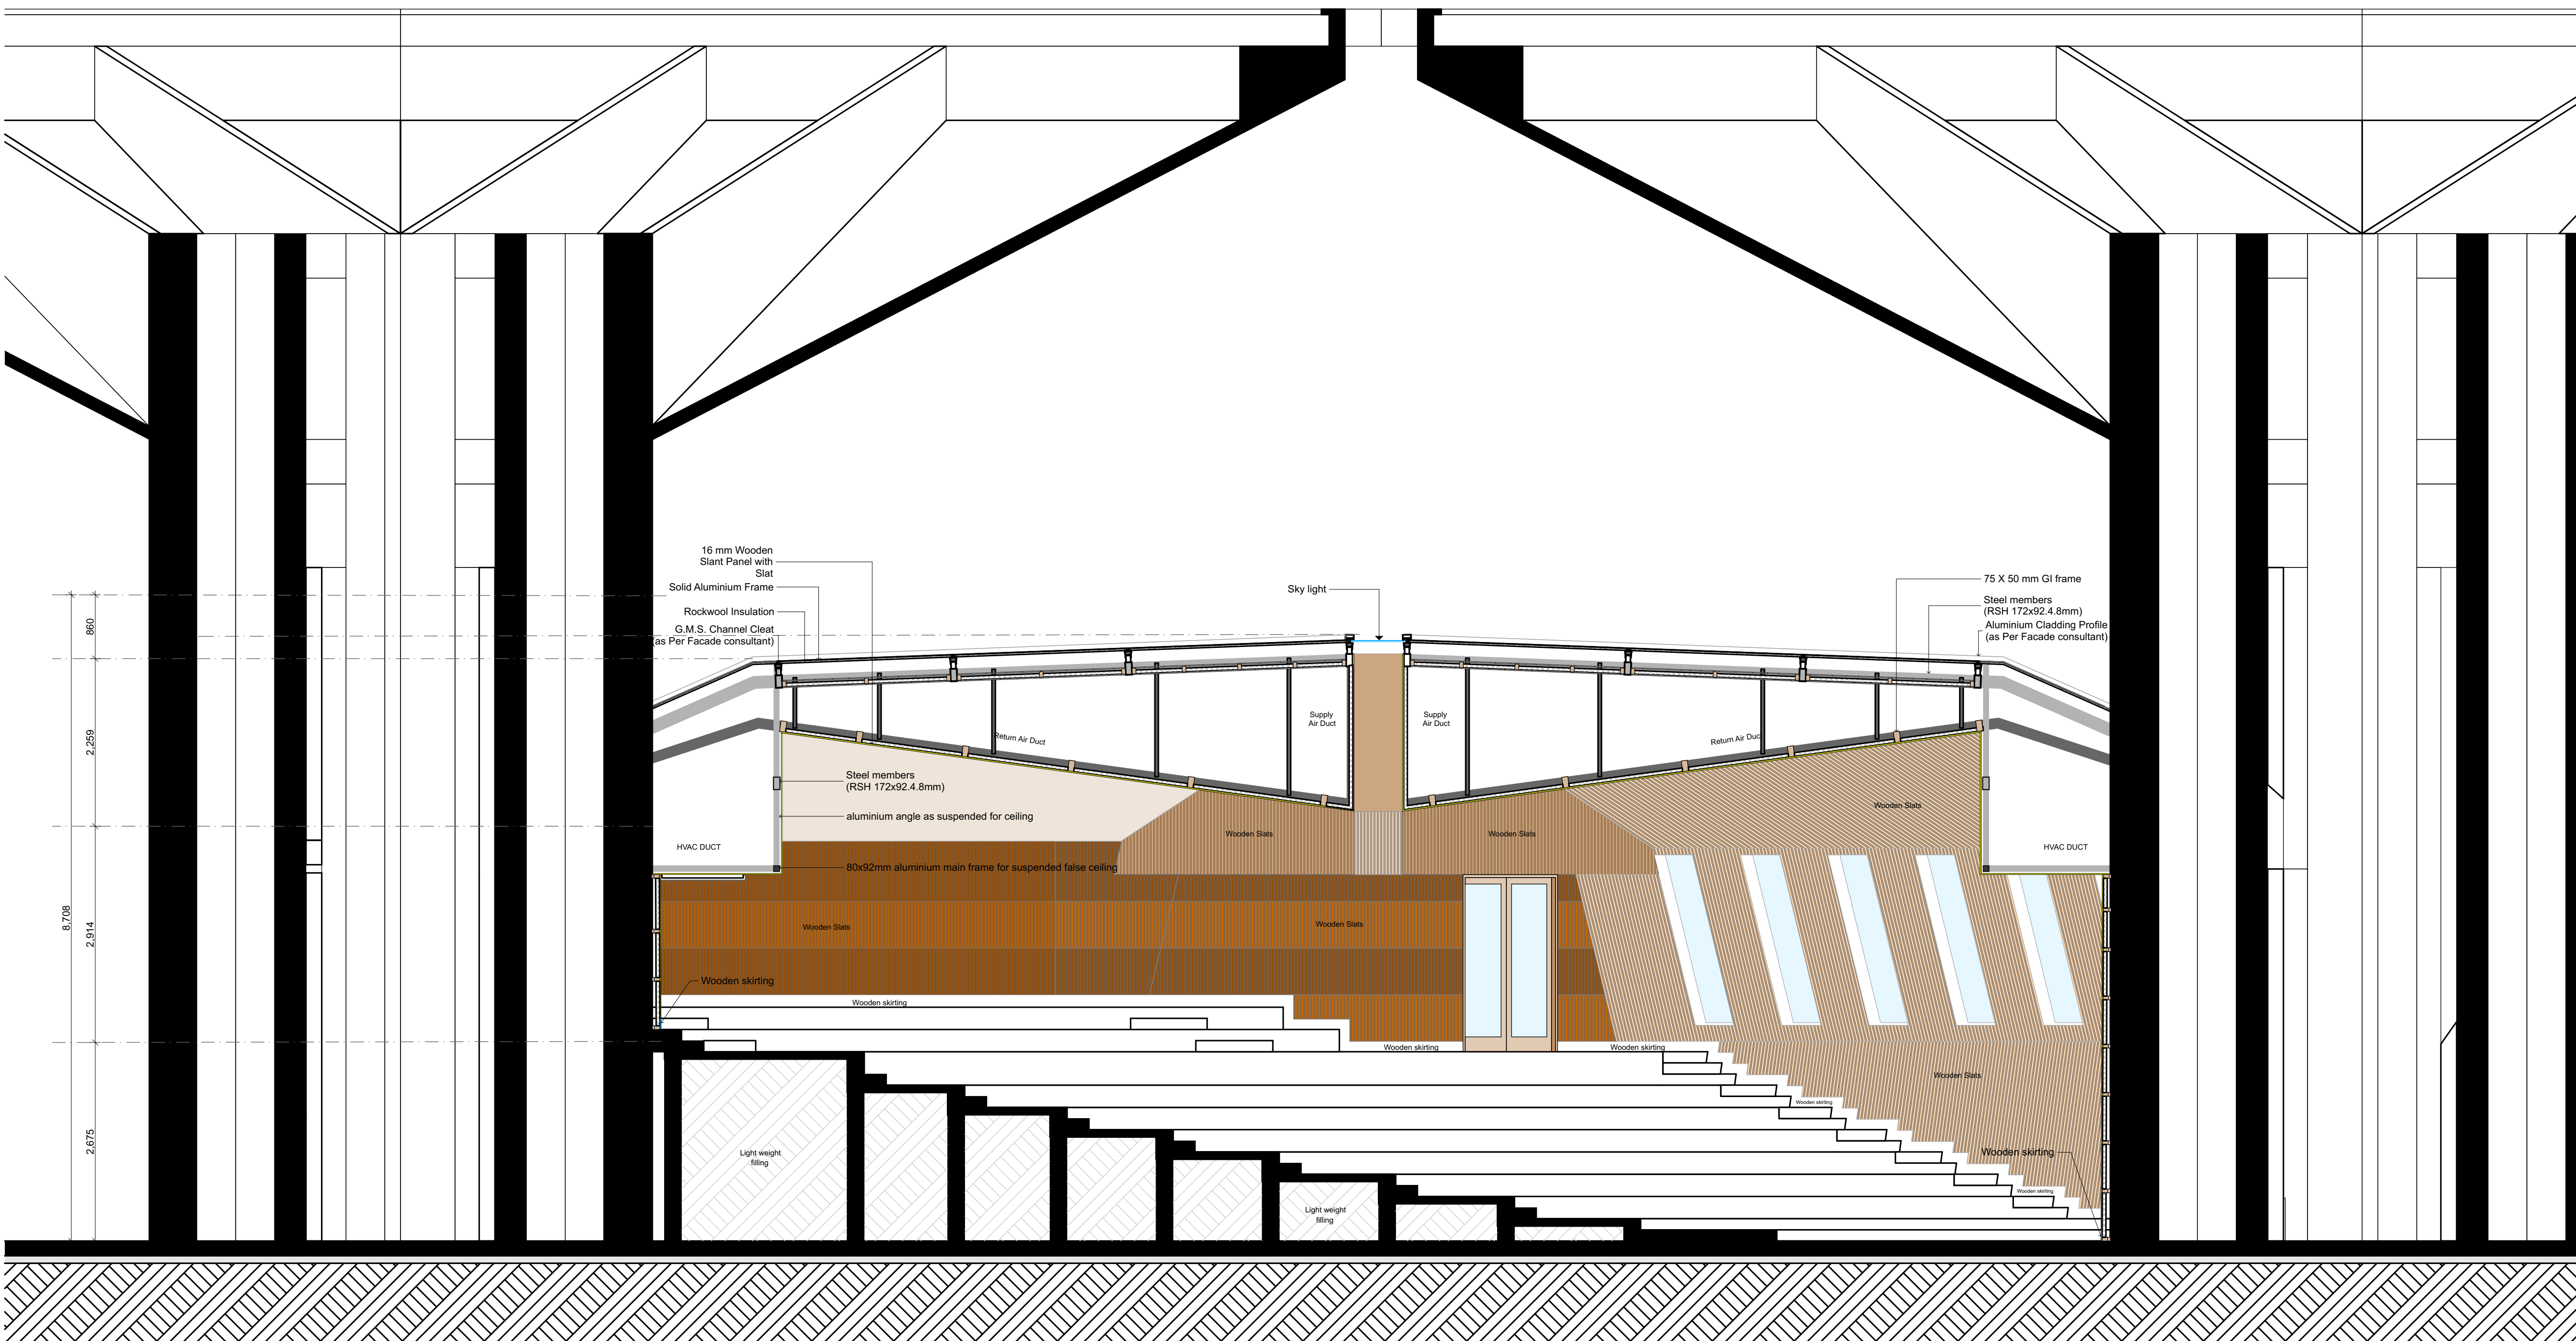 16 mm Wooden
Slant Panel with
Slat
Solid Aluminium Frame
Rockwool Insulation
G.M.S. Channel Cleat
(as Per Facade consultant)
Sky light
75 X 50 mm GI frame
Steel members
(RSH 172x92.4.8mm)
Aluminium Cladding Profile
(as Per Facade consultant)
860
2,259
8,708
2,914
2,675
Supply
Air Duct
Supply
Air Duct
Return Air Duct
Return Air Duc
Steel members
(RSH 172x92.4.8mm)
aluminium angle as suspended for ceiling
80x92mm aluminium main frame for suspended false ceiling
HVAC DUCT
HVAC DUCT
Wooden Slats
Wooden Slats
Wooden Slats
Wooden Slats
Wooden Slats
Wooden skirting
Wooden skirting
Wooden skirting
Wooden skirting
Wooden Slats
Wooden skirting
Wooden skirting
Wooden skirting
Light weight
filling
Light weight
filling